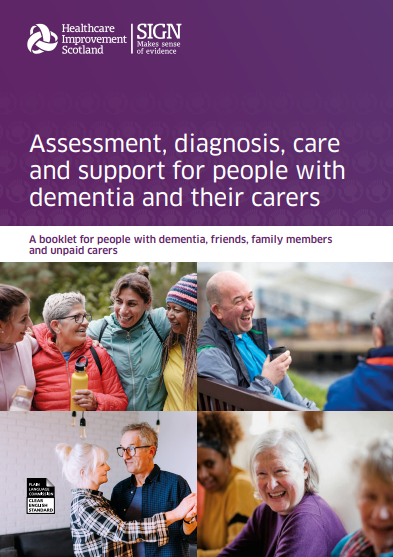 Healthcare
Improvement
Scotland
SIGN
Makes sense
of evidence
Assessment, diagnosis, care
and support for people with
dementia and their carers
A booklet for people with dementia, friends, family members
and unpaid carers
PLAIN
LANGUAGE
COMMISSION
CLEAR
ENGLISH
STANDARD